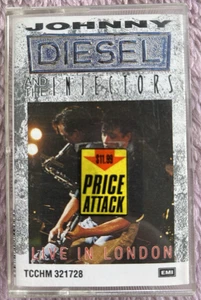 JOHNNY
DIESEL
AND THE INJECTORS
$11.99
PRICE
ATTACK
LIVE IN LONDON
TCCHM 321728
EMI